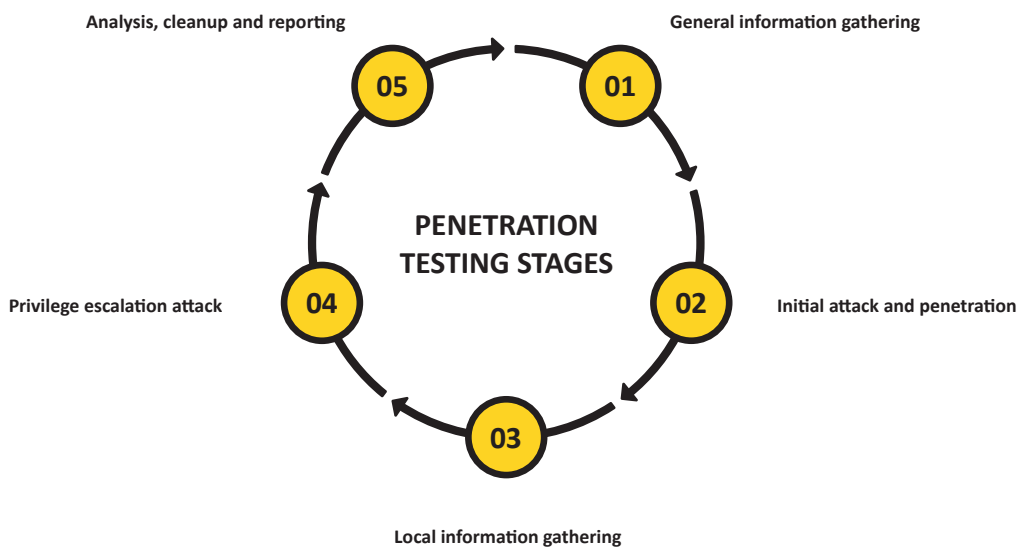 Analysis, cleanup and reporting
General information gathering
05
01
PENETRATION
TESTING STAGES
04
02
Privilege escalation attack
Initial attack and penetration
03
Local information gathering